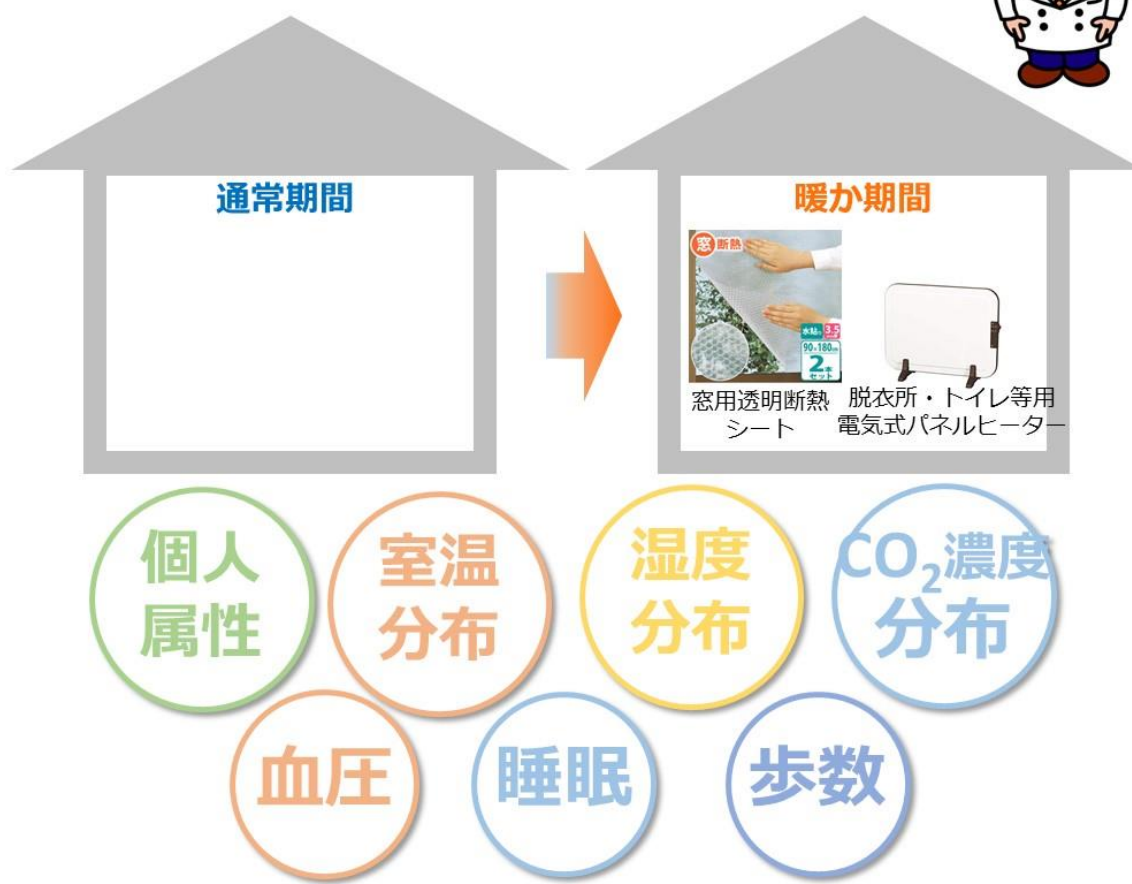 通常期間
暖か期間
窓断熱
水貼り 3.5
90×180cm
2本
セット
窓用透明断熱
シート
脱衣所・トイレ等用
電気式パネルヒーター
個人
属性
室温
分布
湿度
分布
CO₂濃度
分布
血圧
睡眠
歩数